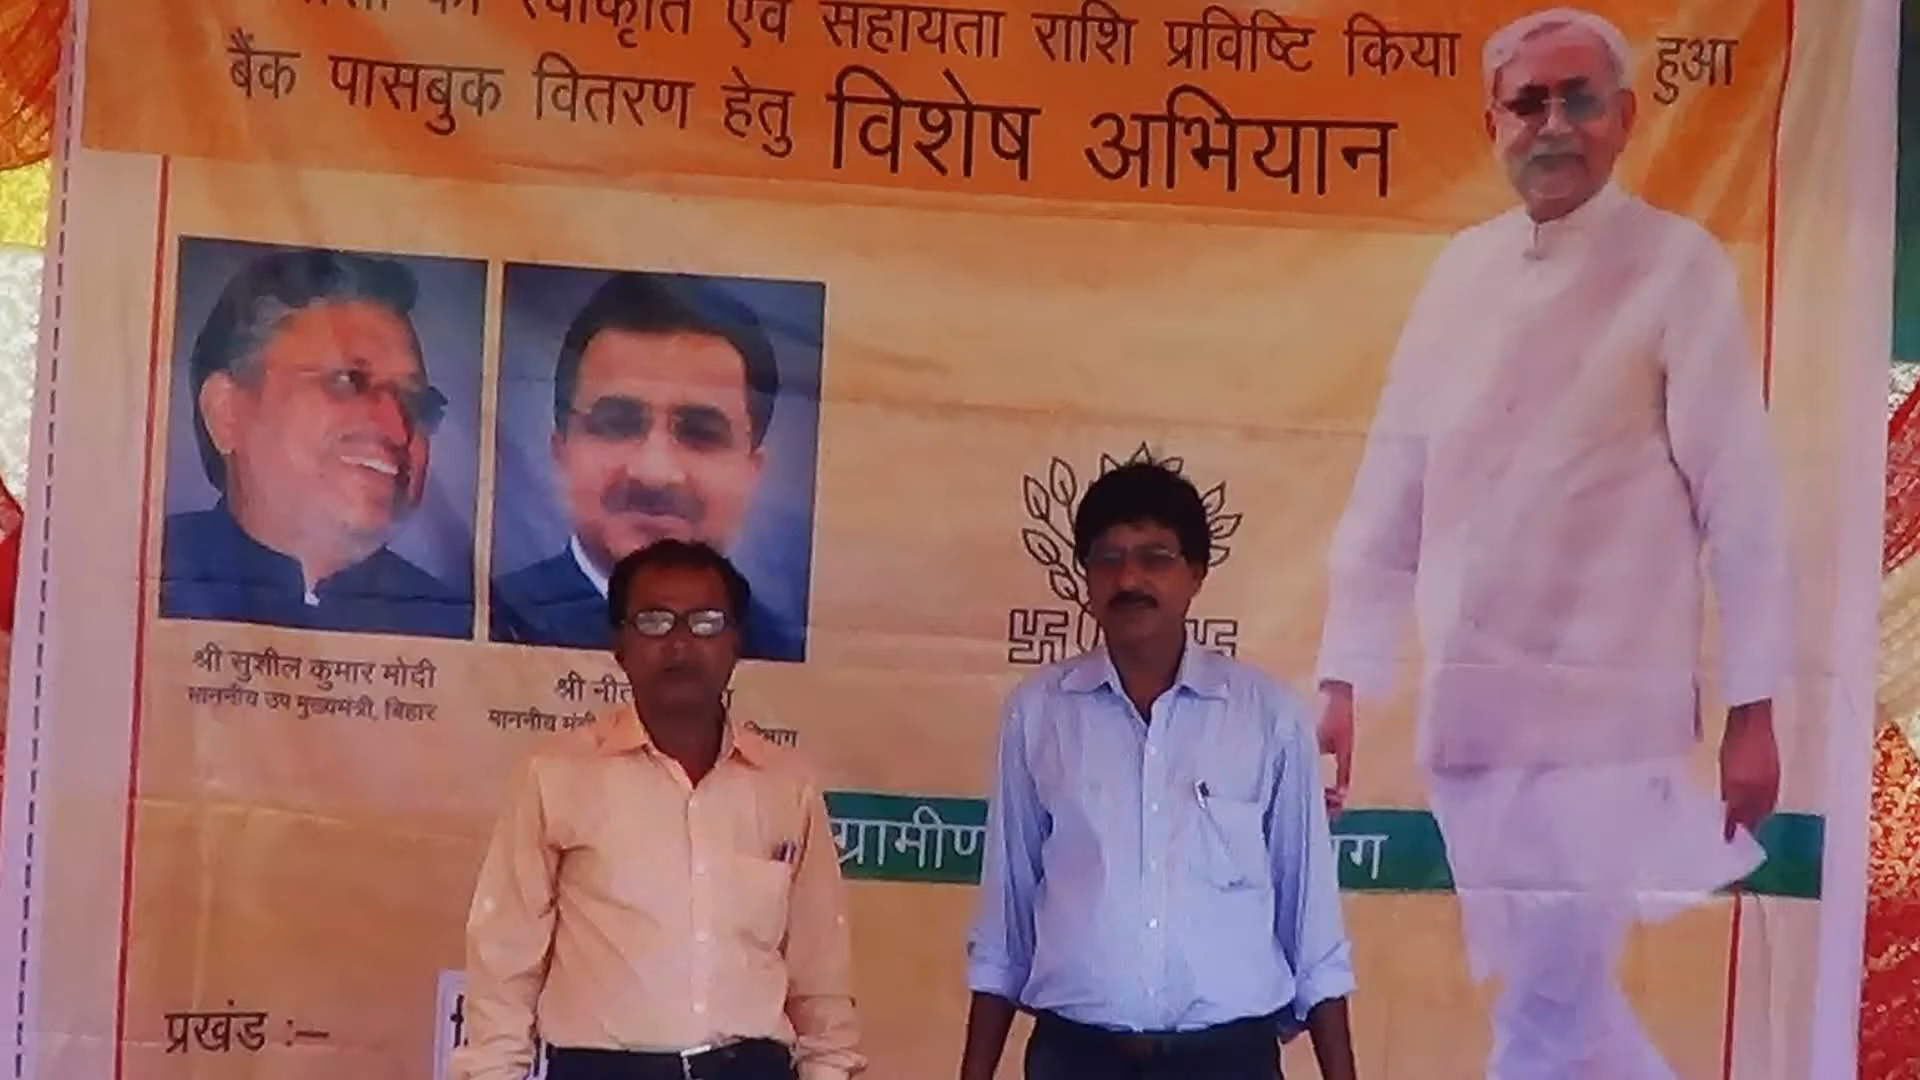 की स्वीकृति एवं सहायता राशि प्रविष्टि किया हुआ
बैंक पासबुक वितरण हेतु विशेष अभियान
श्री सुशील कुमार मोदी
माननीय उप मुख्यमंत्री, बिहार
श्री
माननीय
ग्रामीण
प्रखंड :–